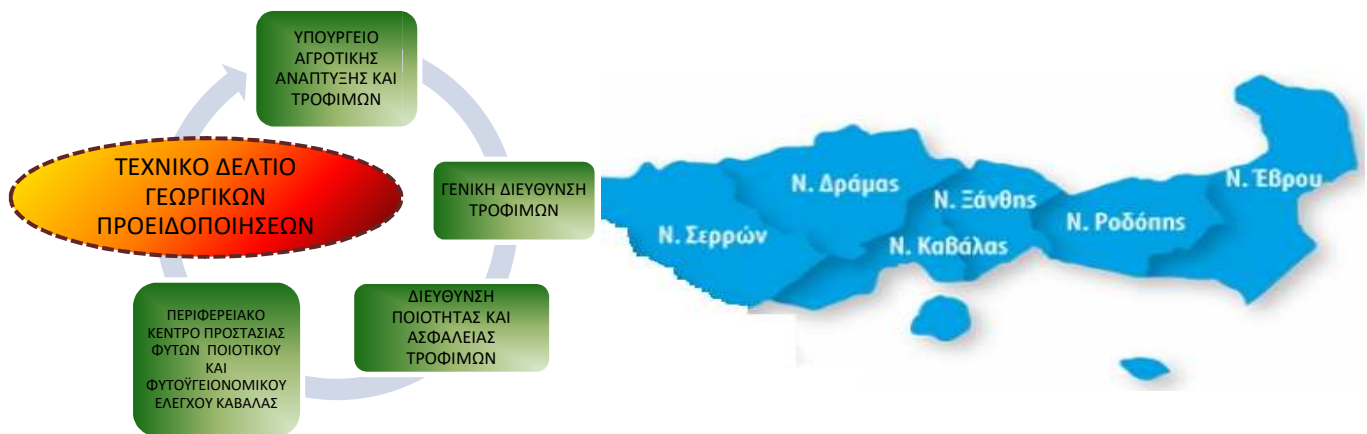 ΥΠΟΥΡΓΕΙΟ
ΑΓΡΟΤΙΚΗΣ
ΑΝΑΠΤΥΞΗΣ ΚΑΙ
ΤΡΟΦΙΜΩΝ
ΓΕΝΙΚΗ ΔΙΕΥΘΥΝΣΗ
ΤΡΟΦΙΜΩΝ
ΔΙΕΥΘΥΝΣΗ
ΠΟΙΟΤΗΤΑΣ ΚΑΙ
ΑΣΦΑΛΕΙΑΣ
ΤΡΟΦΙΜΩΝ
ΠΕΡΙΦΕΡΕΙΑΚΟ
ΚΕΝΤΡΟ ΠΡΟΣΤΑΣΙΑΣ
ΦΥΤΩΝ ΠΟΙΟΤΙΚΟΥ
ΚΑΙ
ΦΥΤΟΫΓΕΙΟΝΟΜΙΚΟΥ
ΕΛΕΓΧΟΥ ΚΑΒΑΛΑΣ
ΤΕΧΝΙΚΟ ΔΕΛΤΙΟ
ΓΕΩΡΓΙΚΩΝ
ΠΡΟΕΙΔΟΠΟΙΗΣΕΩΝ
Ν. Σερρών
Ν. Δράμας
Ν. Καβάλας
Ν. Ξάνθης
Ν. Ροδόπης
Ν. Έβρου